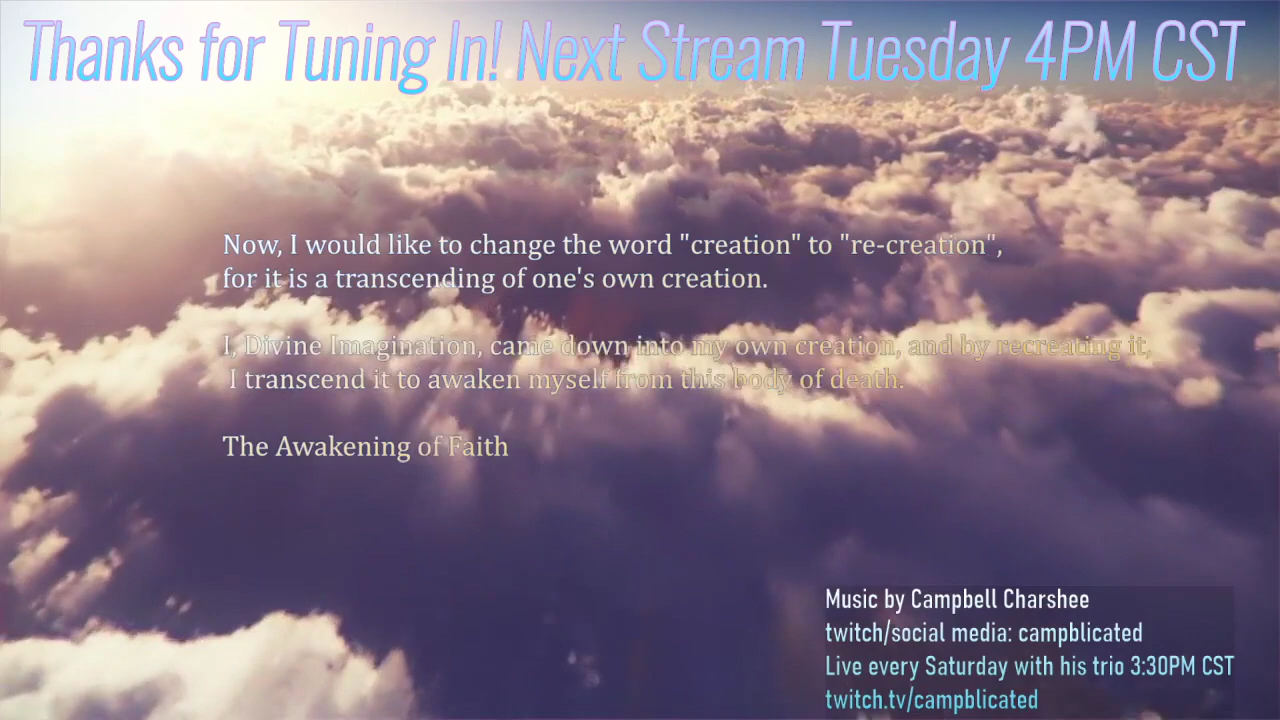 Thanks for Tuning In! Next Stream Tuesday 4PM CST
Now, I would like to change the word "creation" to "re-creation",
for it is a transcending of one's own creation.
I, Divine Imagination, came down into my own creation, and by recreating it,
I transcend it to awaken myself from this body of death.
The Awakening of Faith
Music by Campbell Charshee
twitch/social media: campblicated
Live every Saturday with his trio 3:30PM CST
twitch.tv/campblicated